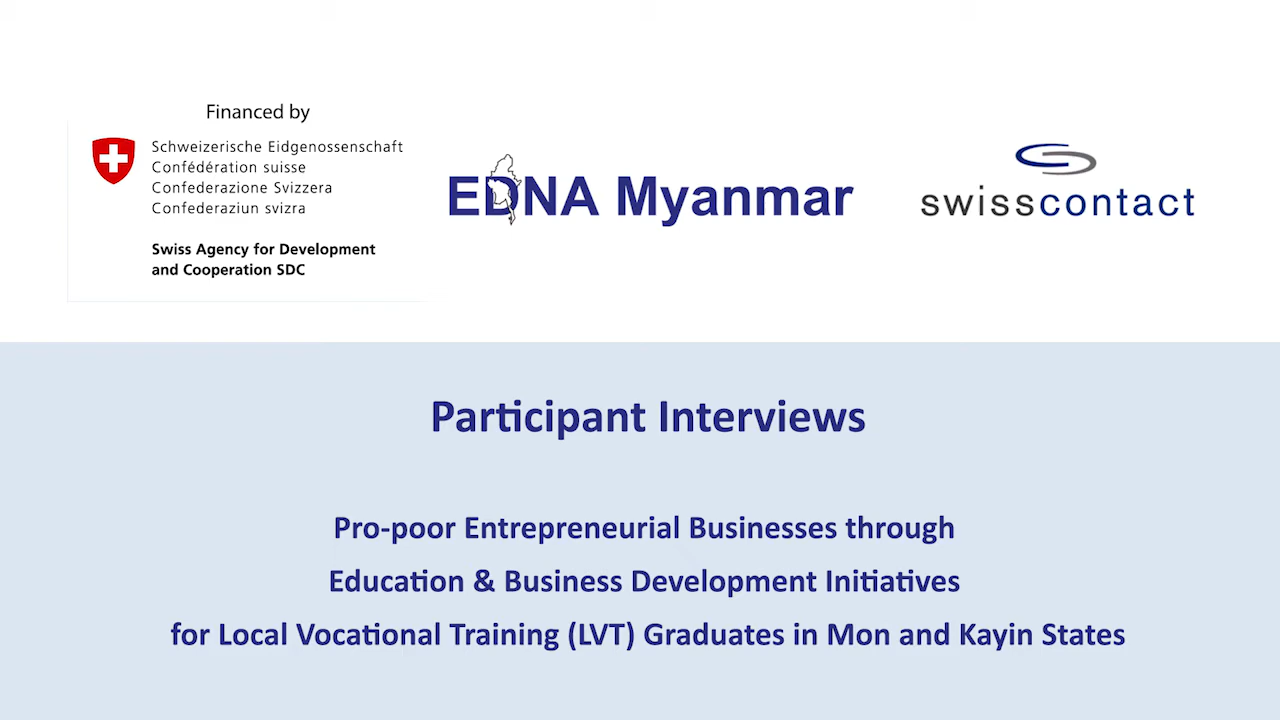 Financed by
Schweizerische Eidgenossenschaft
Confédération suisse
Confederazione Svizzera
Confederaziun svizra
Swiss Agency for Development
and Cooperation SDC
EDNA Myanmar
swisscontact
Participant Interviews
Pro-poor Entrepreneurial Businesses through
Education & Business Development Initiatives
for Local Vocational Training (LVT) Graduates in Mon and Kayin States